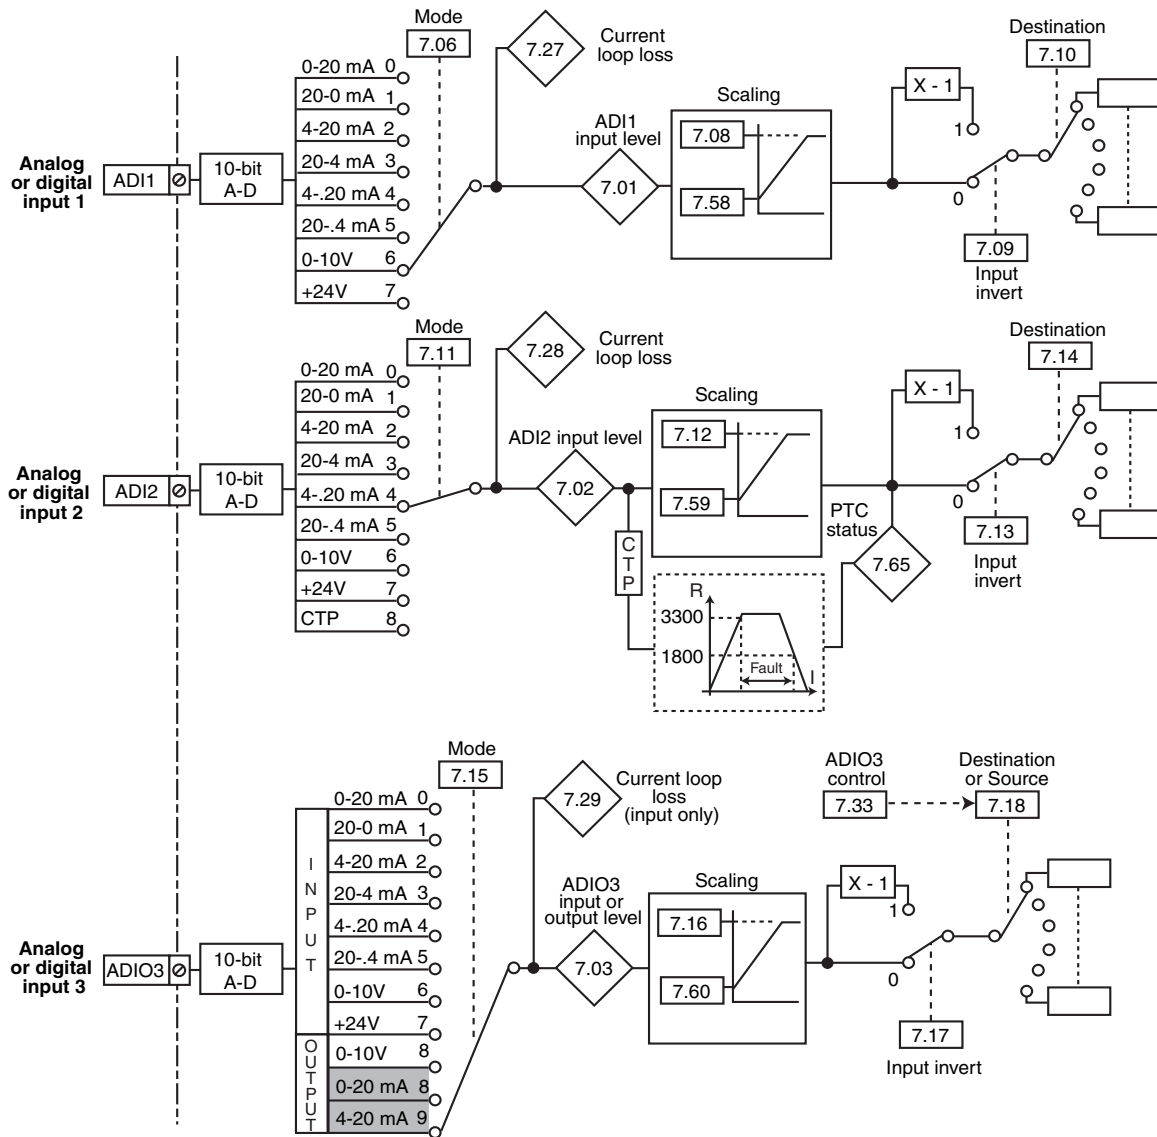 Analog
or digital
input 1
ADI1
10-bit
A-D
0-20 mA 0
20-0 mA 1
4-20 mA 2
20-4 mA 3
4-.20 mA 4
20-.4 mA 5
0-10V 6
+24V 7
Mode
7.06
7.27
Current
loop loss
ADI1
input level
7.01
Scaling
7.08
7.58
X - 1
1
0
7.09
Input
invert
Destination
7.10
Analog
or digital
input 2
ADI2
10-bit
A-D
0-20 mA 0
20-0 mA 1
4-20 mA 2
20-4 mA 3
4-.20 mA 4
20-.4 mA 5
0-10V 6
+24V 7
CTP 8
Mode
7.11
7.28
Current
loop loss
ADI2 input level
7.02
CTP
Scaling
7.12
7.59
R
3300
1800
Fault
I
PTC
status
7.65
X - 1
1
0
7.13
Input
invert
Destination
7.14
Analog
or digital
input 3
ADIO3
10-bit
A-D
INPUT
0-20 mA 0
20-0 mA 1
4-20 mA 2
20-4 mA 3
4-.20 mA 4
20-.4 mA 5
0-10V 6
+24V 7
OUTPUT
0-10V 8
0-20 mA 8
4-20 mA 9
Mode
7.15
7.29
Current loop
loss
(input only)
ADIO3
input or
output level
7.03
Scaling
7.16
7.60
X - 1
1
0
7.17
Input invert
ADIO3
control
7.33
Destination
or Source
7.18